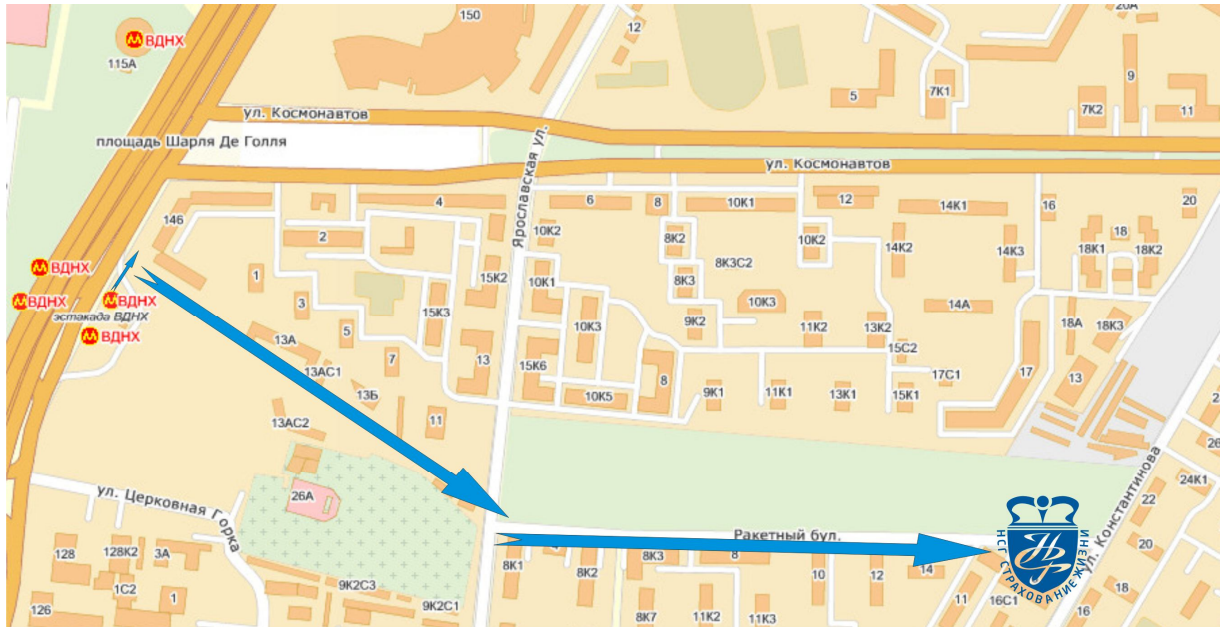 150
12
20А
ВДНХ
115А
5
7К1
9
7К2
11
ул. Космонавтов
площадь Шарля Де Голля
Ярославская ул.
ул. Космонавтов
146
4
6
8
10К1
12
14К1
16
20
2
10К2
8К2
10К2
14К2
14К3
18К1
18
18К2
ВДНХ
1
15К2
10К1
8К3С2
8К3
ВДНХ
ВДНХ
эстакада ВДНХ
ВДНХ
3
15К3
10К3
10К3
14А
5
9К2
11К2
13К2
18А
18К3
13А
13
15С2
17
7
13АС1
15К6
8
17С1
13
13Б
10К5
9К1
11К1
13К1
15К1
13АС2
11
26
26А
24К1
ул. Константинова
22
ул. Церковная Горка
Ракетный бул.
НСГ СТРАХОВАНИЕ ЖИЗНИ
20
128
128К2
3А
8К1
8К2
8К3
8
10
12
14
1С2
1
9К2С3
18
11
16С1
16
126
9К2С1
8К7
11К2
11К3